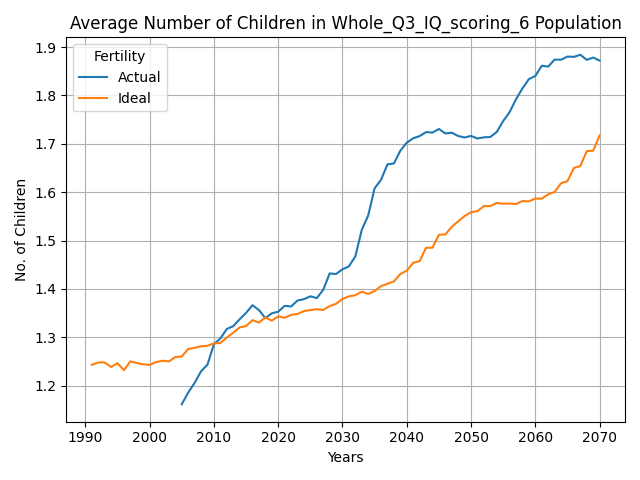 Average Number of Children in Whole_Q3_IQ_scoring_6 Population
Fertility
Actual
Ideal
No. of Children
1.9
1.8
1.7
1.6
1.5
1.4
1.3
1.2
1990 2000 2010 2020 2030 2040 2050 2060 2070
Years